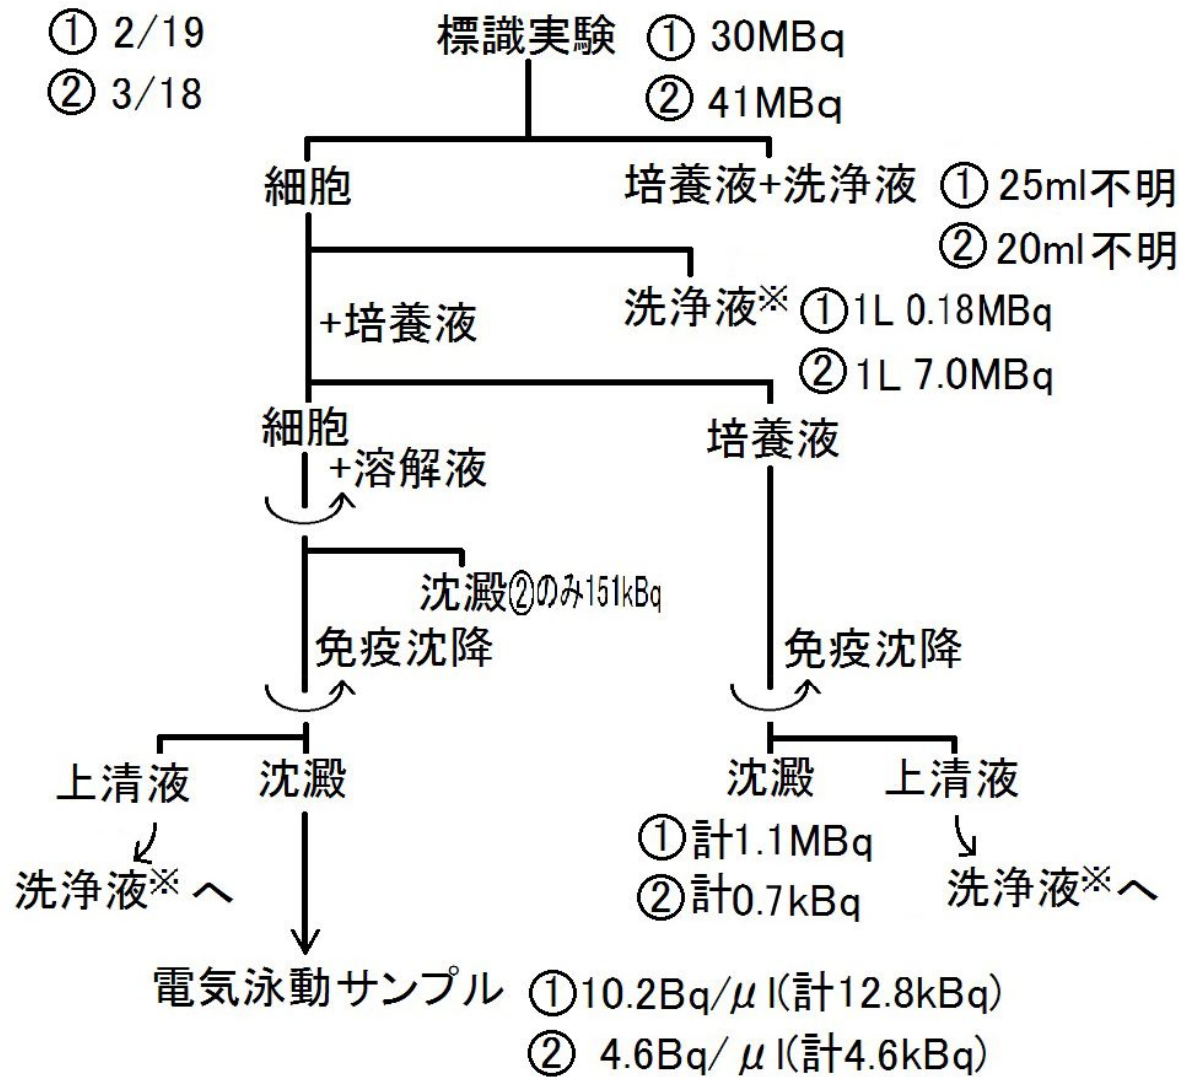 ① 2/19
② 3/18
標識実験 ① 30MBq
② 41MBq
細胞
培養液+洗浄液 ① 25ml不明
② 20ml不明
+培養液
洗浄液※ ①1L 0.18MBq
② 1L 7.0MBq
細胞
+溶解液
培養液
沈澱②のみ151kBq
免疫沈降
免疫沈降
上清液
沈澱
沈澱
上清液
①計1.1MBq
②計0.7kBq
洗浄液※へ
洗浄液※へ
電気泳動サンプル ①10.2Bq/μl(計12.8kBq)
② 4.6Bq/μl(計4.6kBq)